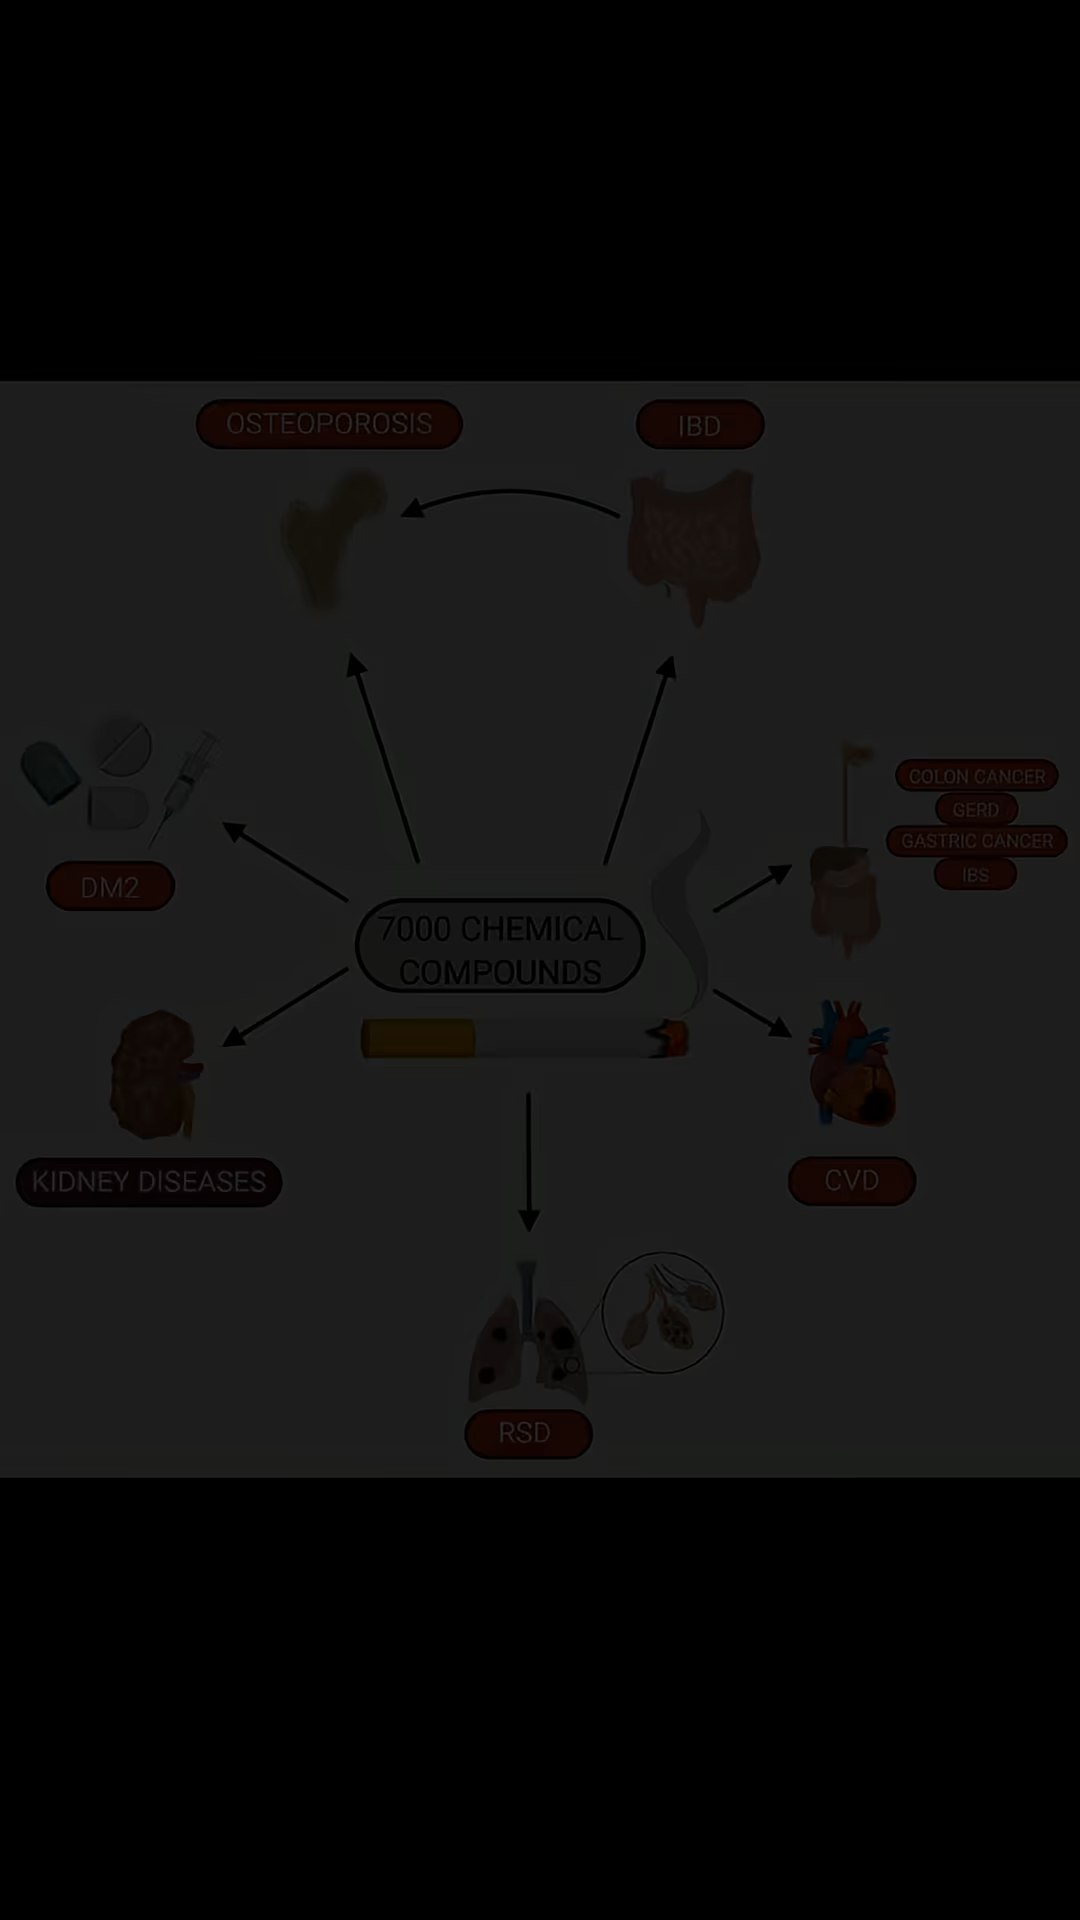 OSTEOPOROSIS
IBD
COLON CANCER
GERD
GASTRIC CANCER
IBS
DM2
7000 CHEMICAL
COMPOUNDS
KIDNEY DISEASES
CVD
RSD